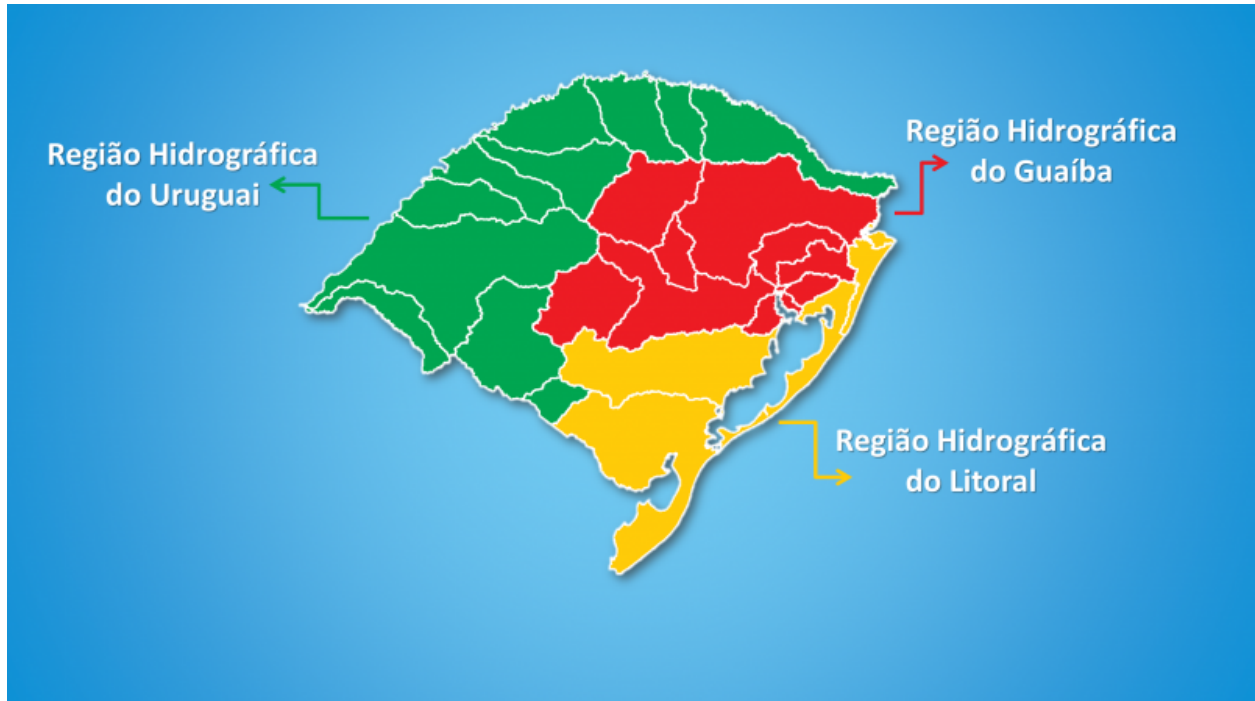 Região Hidrográfica
do Uruguai
Região Hidrográfica
do Guaíba
Região Hidrográfica
do Litoral